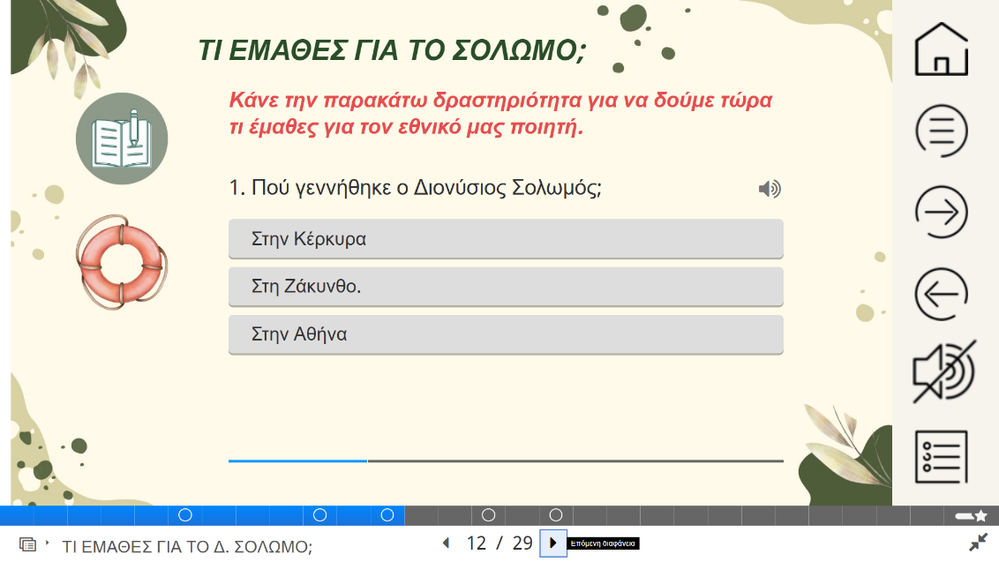 ΤΙ ΕΜΑΘΕΣ ΓΙΑ ΤΟ ΣΟΛΩΜΟ;
Κάνε την παρακάτω δραστηριότητα για να δούμε τώρα
τι έμαθες για τον εθνικό μας ποιητή.
1. Πού γεννήθηκε ο Διονύσιος Σολωμός;
Στην Κέρκυρα
Στη Ζάκυνθο.
Στην Αθήνα
ΤΙ ΕΜΑΘΕΣ ΓΙΑ ΤΟ Δ. ΣΟΛΩΜΟ;
12 / 29
Επόμενη διαφάνεια